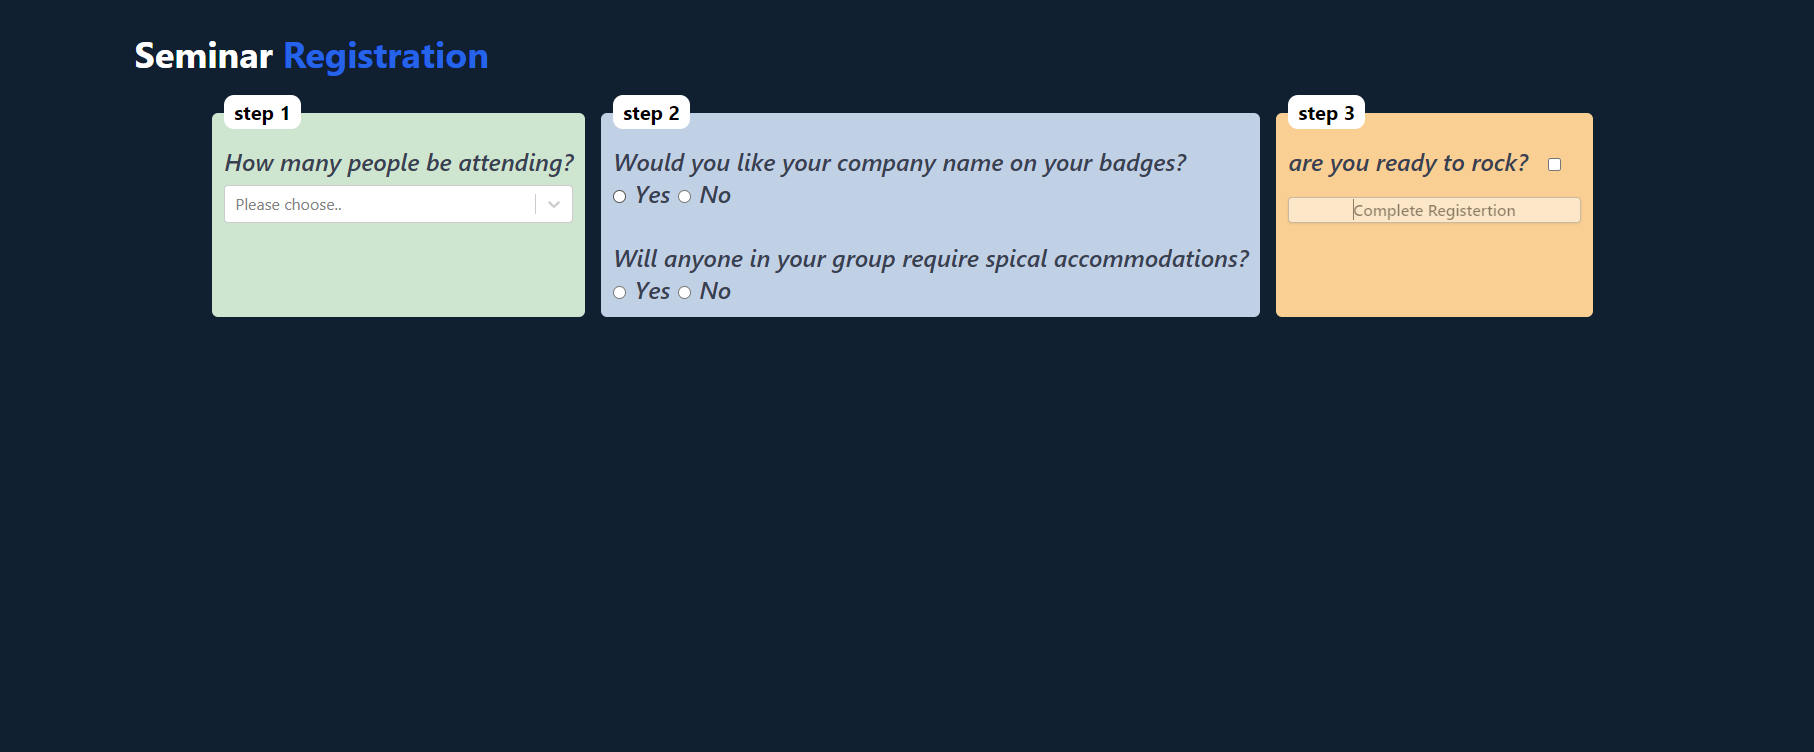 Seminar Registration
step 1
How many people be attending?
Please choose..
step 2
Would you like your company name on your badges?
Yes No
Will anyone in your group require spical accommodations?
Yes No
step 3
are you ready to rock?
Complete Registertion